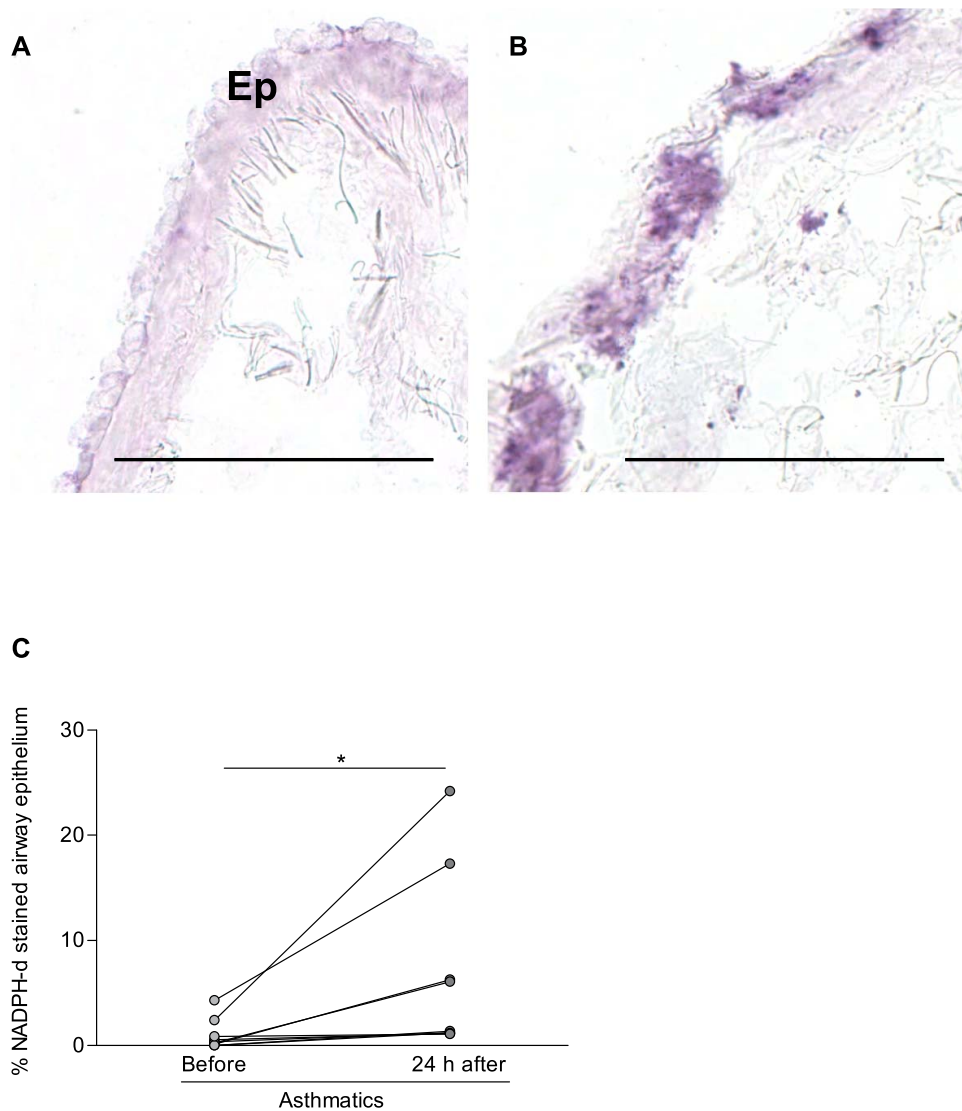 A
B
Ep
C
% NADPH-d stained airway epithelium
30
*
20
10
0
Before
24 h after
Asthmatics